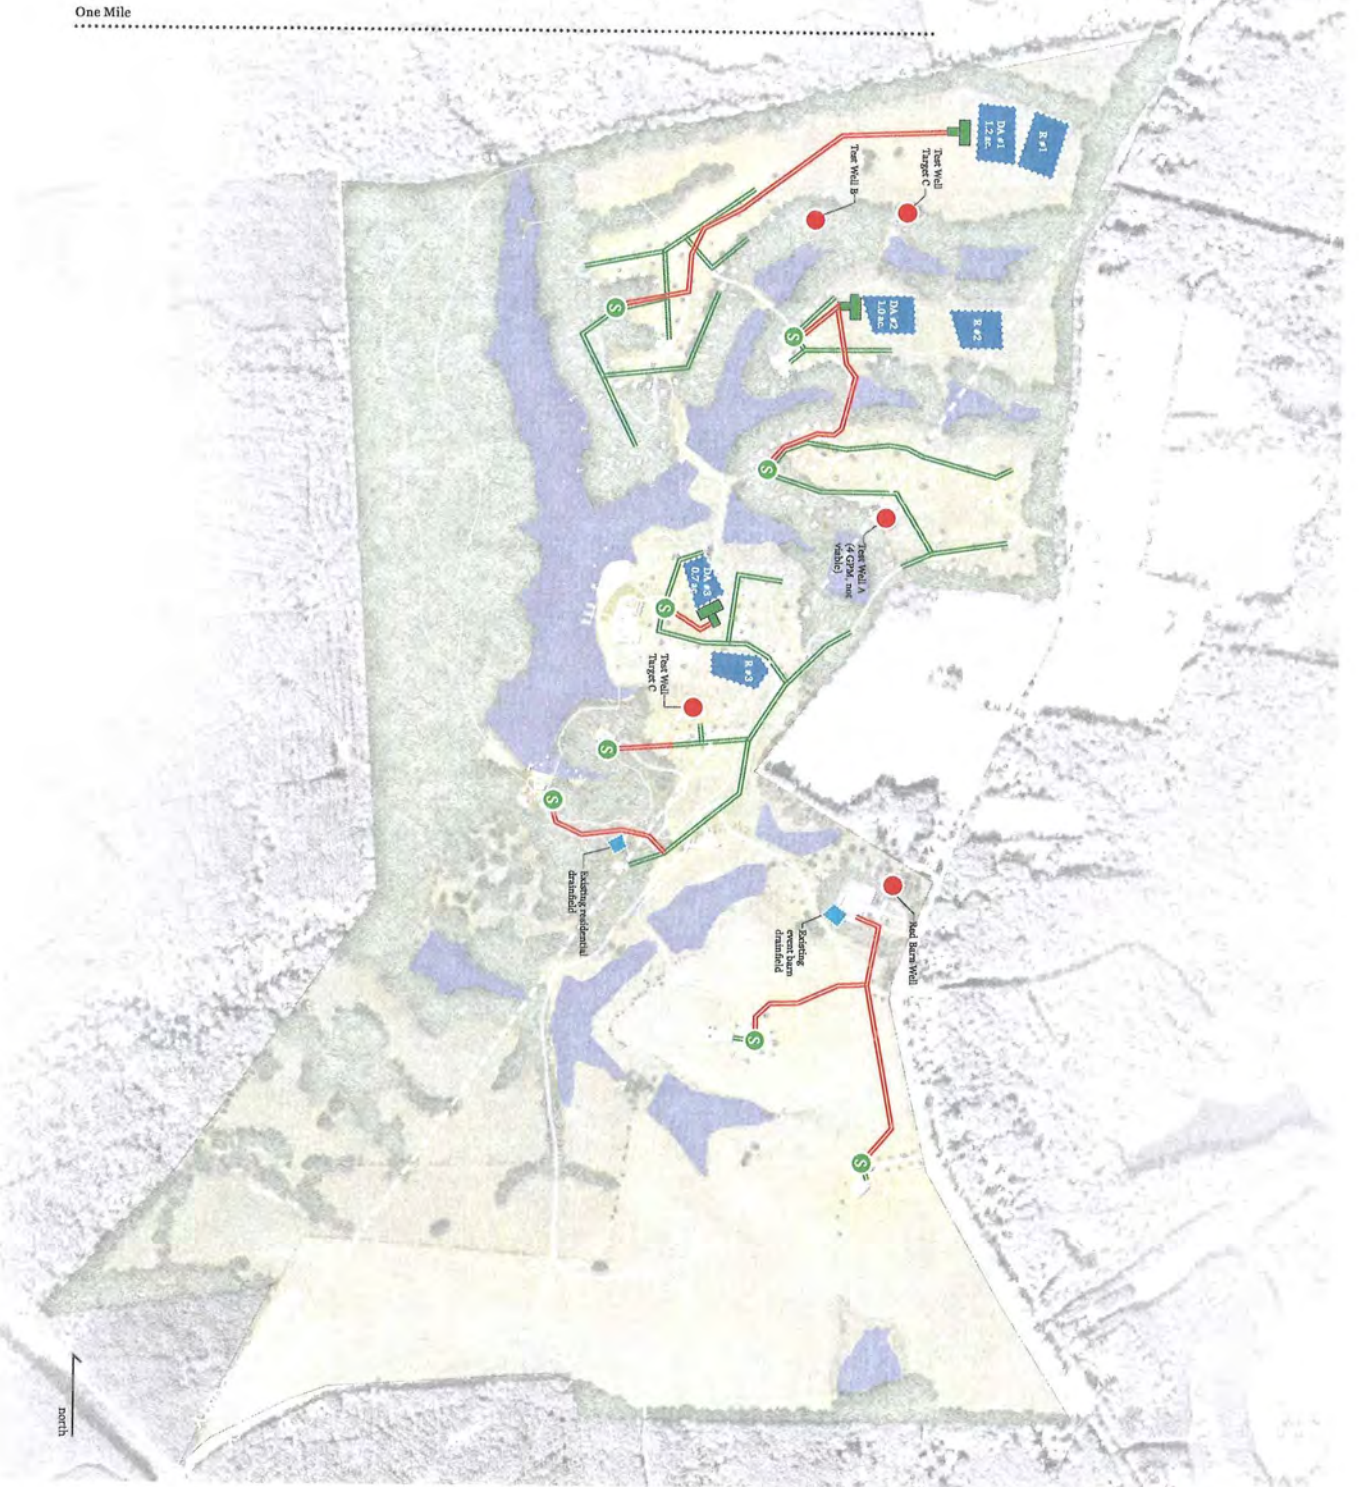 One Mile
R #1
DA #1
1.2 ac.
Test Well
Target C
Test Well B
DA #2
1.0 ac.
R #2
S
S
S
Test Well A
(4 GPM, not
viable)
DA #3
0.7 ac.
S
R #3
Test Well
Target C
S
S
Existing residential
drainfield
Red Barn Well
Existing
event barn
drainfield
S
S
north